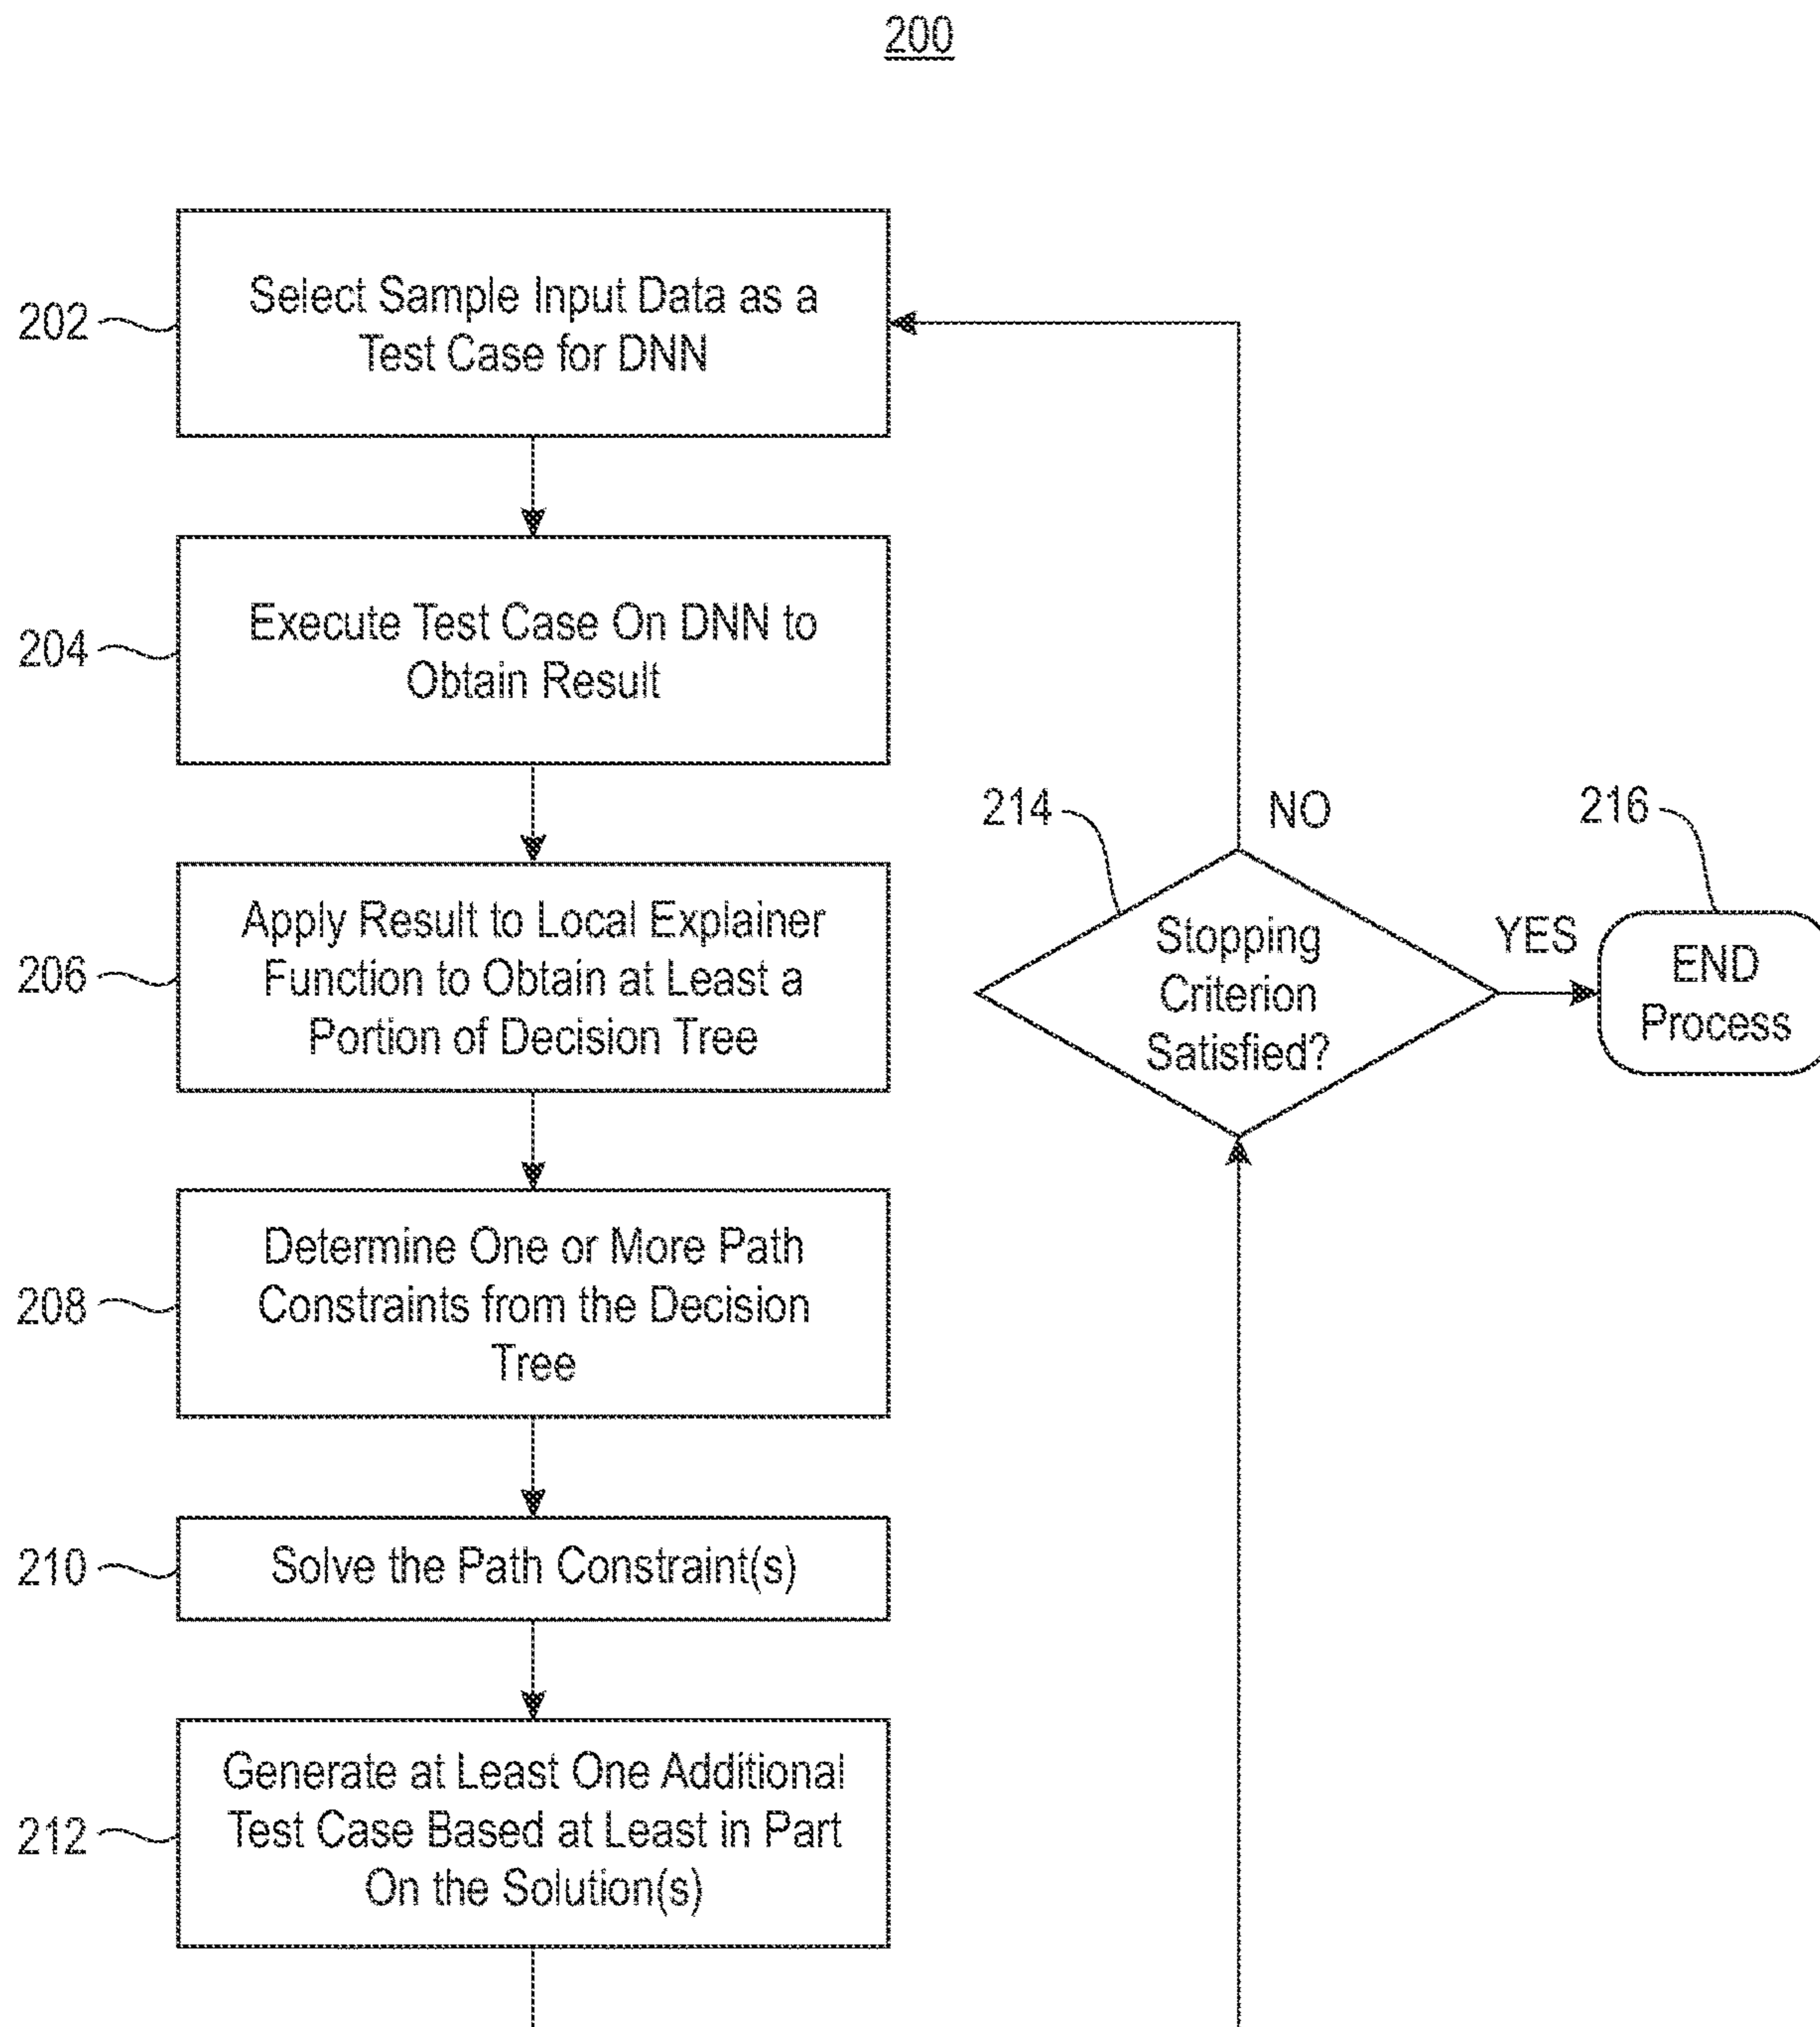 200
202
Select Sample Input Data as a
Test Case for DNN
204
Execute Test Case On DNN to
Obtain Result
206
Apply Result to Local Explainer
Function to Obtain at Least a
Portion of Decision Tree
208
Determine One or More Path
Constraints from the Decision
Tree
210
Solve the Path Constraint(s)
212
Generate at Least One Additional
Test Case Based at Least in Part
On the Solution(s)
214
NO
Stopping
Criterion
Satisfied?
YES
216
END
Process